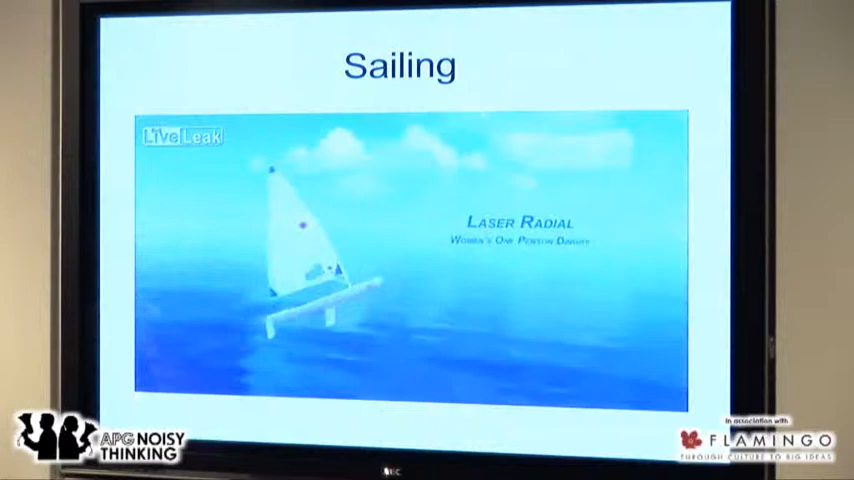 Sailing
LiveLeak
LASER RADIAL
WOMEN'S ONE PERSON DINGHY
APG NOISY
THINKING
in association with
FLAMINGO
THROUGH CULTURE TO BIG IDEAS
NEC